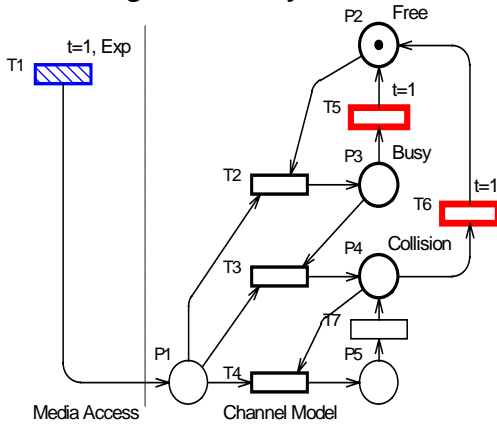 P2
Free
t=1, Exp
T1
t=1
T5
P3
Busy
T2
t=1
T6
P4
Collision
T3
T7
P1
P5
T4
Media Access
Channel Model